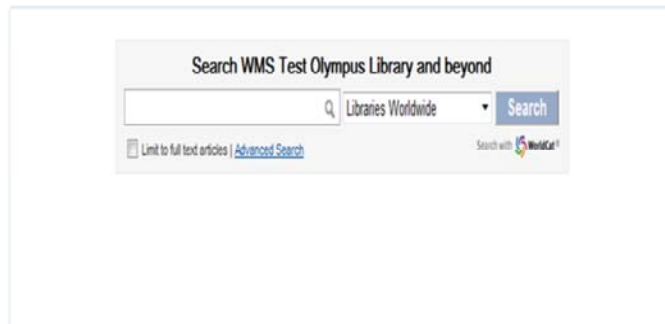 Search WMS Test Olympus Library and beyond
Libraries Worldwide
Search
Limit to full text articles | Advanced Search
Search with WorldCat®